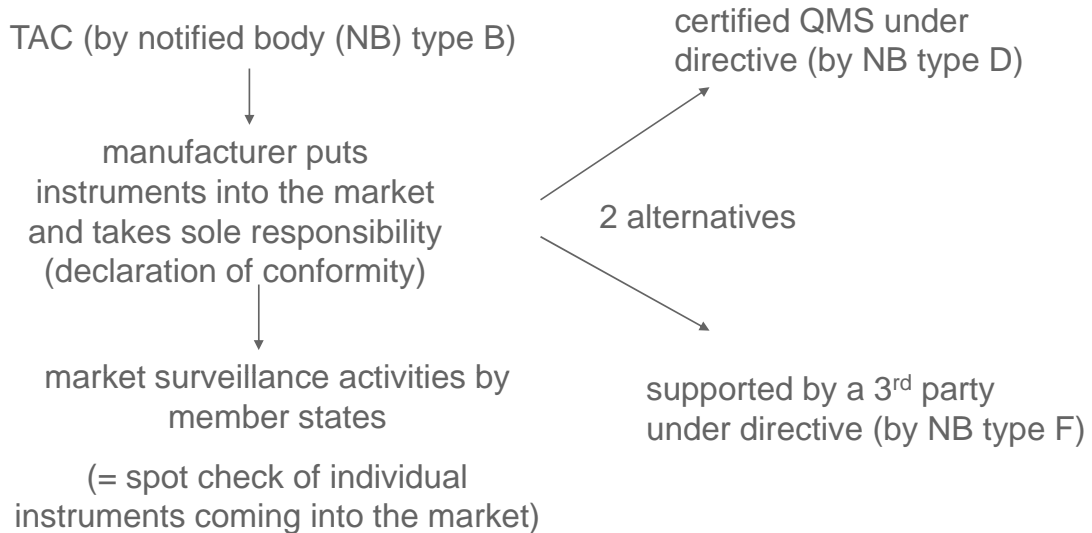 TAC (by notified body (NB) type B)
manufacturer puts
instruments into the market
and takes sole responsibility
(declaration of conformity)
market surveillance activities by
member states
(= spot check of individual
instruments coming into the market)
certified QMS under
directive (by NB type D)
2 alternatives
supported by a 3rd party
under directive (by NB type F)